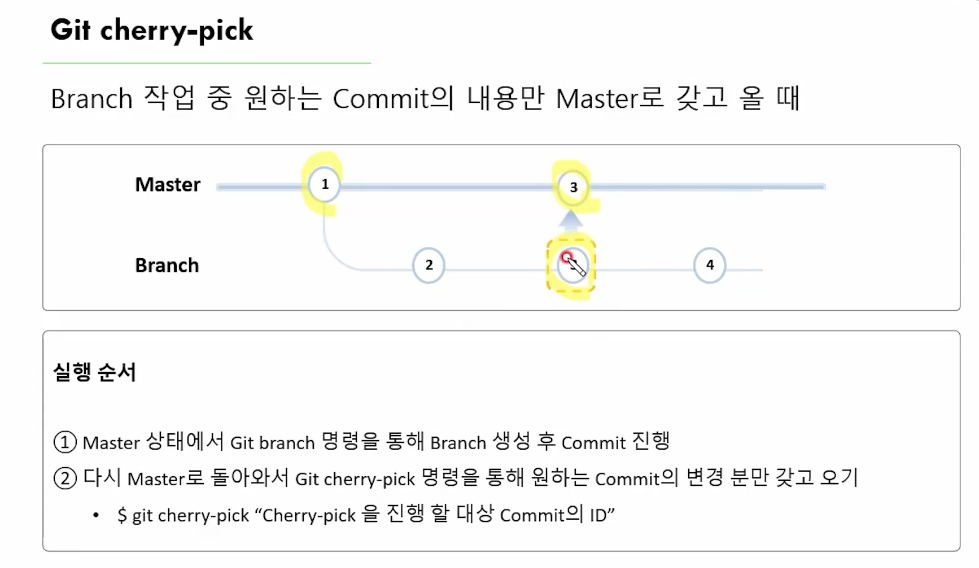 Git cherry-pick
Branch 작업 중 원하는 Commit의 내용만 Master로 갖고 올 때
Master 1 3
Branch 2 4
실행 순서
① Master 상태에서 Git branch 명령을 통해 Branch 생성 후 Commit 진행
② 다시 Master로 돌아와서 Git cherry-pick 명령을 통해 원하는 Commit의 변경 분만 갖고 오기
• $ git cherry-pick “Cherry-pick 을 진행 할 대상 Commit의 ID”